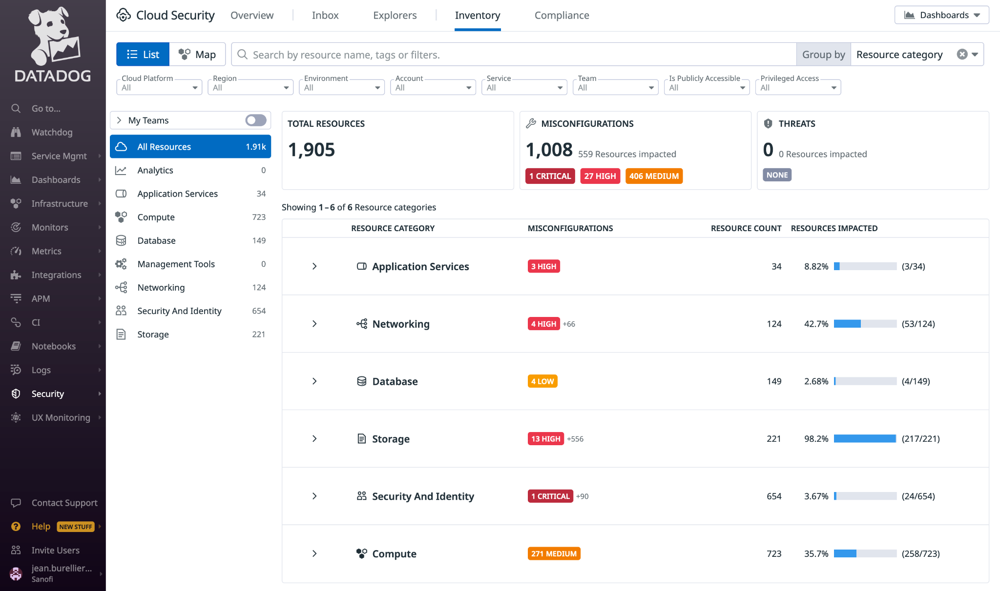 DATADOG
Go to...
Watchdog
Service Mgmt
Dashboards
Infrastructure
Monitors
Metrics
Integrations
APM
CI
Notebooks
Logs
Security
UX Monitoring
Contact Support
Help NEW STUFF
Invite Users
jean.burellier...
Sanofi
Cloud Security Overview Inbox Explorers Inventory Compliance Dashboards
List Map Search by resource name, tags or filters. Group by Resource category
Cloud Platform Region Environment Account Service Team Is Publicly Accessible Privileged Access
All All All All All All All All
My Teams
All Resources 1.91k
Analytics 0
Application Services 34
Compute 723
Database 149
Management Tools 0
Networking 124
Security And Identity 654
Storage 221
TOTAL RESOURCES
1,905
MISCONFIGURATIONS
1,008 559 Resources impacted
1 CRITICAL 27 HIGH 406 MEDIUM
THREATS
0 0 Resources impacted
NONE
Showing 1–6 of 6 Resource categories
RESOURCE CATEGORY MISCONFIGURATIONS RESOURCE COUNT RESOURCES IMPACTED
Application Services 3 HIGH 34 8.82% (3/34)
Networking 4 HIGH +66 124 42.7% (53/124)
Database 4 LOW 149 2.68% (4/149)
Storage 13 HIGH +556 221 98.2% (217/221)
Security And Identity 1 CRITICAL +90 654 3.67% (24/654)
Compute 271 MEDIUM 723 35.7% (258/723)